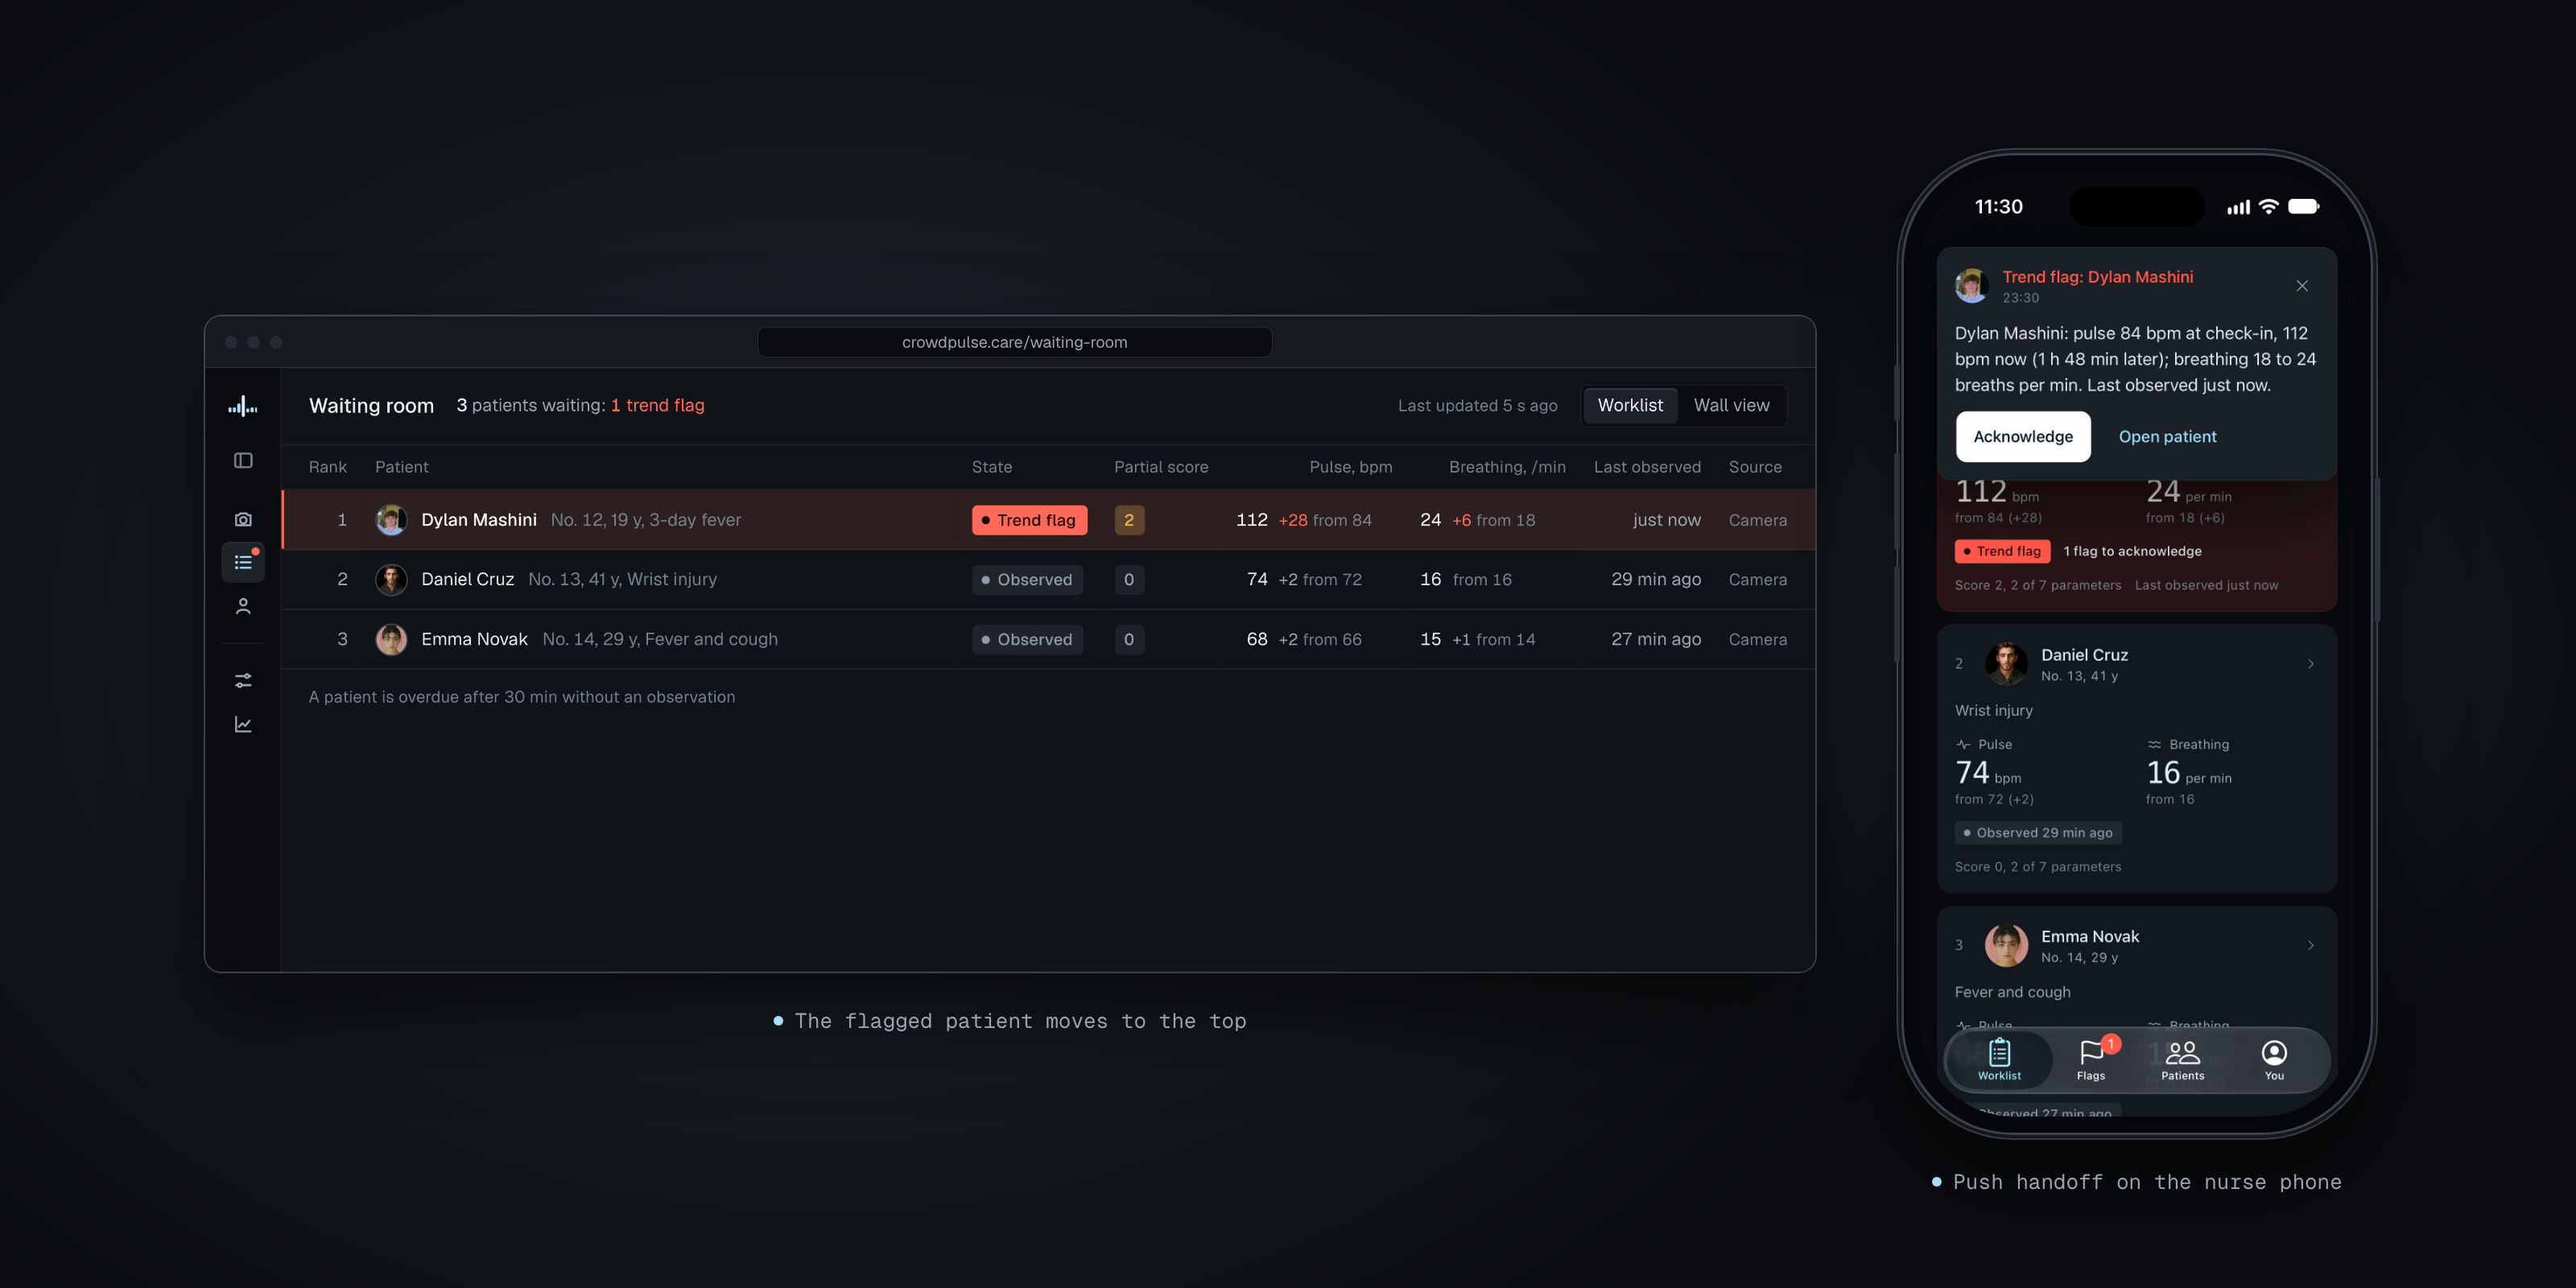 crowdpulse.care/waiting-room
Waiting room 3 patients waiting: 1 trend flag Last updated 5 s ago Worklist Wall view
Rank Patient State Partial score Pulse, bpm Breathing, /min Last observed Source
1 Dylan Mashini No. 12, 19 y, 3-day fever Trend flag 2 112 +28 from 84 24 +6 from 18 just now Camera
2 Daniel Cruz No. 13, 41 y, Wrist injury Observed 0 74 +2 from 72 16 from 16 29 min ago Camera
3 Emma Novak No. 14, 29 y, Fever and cough Observed 0 68 +2 from 66 15 +1 from 14 27 min ago Camera
A patient is overdue after 30 min without an observation
The flagged patient moves to the top
11:30
Trend flag: Dylan Mashini
23:30
Dylan Mashini: pulse 84 bpm at check-in, 112
bpm now (1 h 48 min later); breathing 18 to 24
breaths per min. Last observed just now.
Acknowledge Open patient
112 bpm 24 per min
from 84 (+28) from 18 (+6)
Trend flag 1 flag to acknowledge
Score 2, 2 of 7 parameters Last observed just now
2 Daniel Cruz
No. 13, 41 y
Wrist injury
Pulse Breathing
74 bpm 16 per min
from 72 (+2) from 16
Observed 29 min ago
Score 0, 2 of 7 parameters
3 Emma Novak
No. 14, 29 y
Fever and cough
Pulse Breathing
1
Worklist Flags Patients You
Observed 27 min ago
Push handoff on the nurse phone